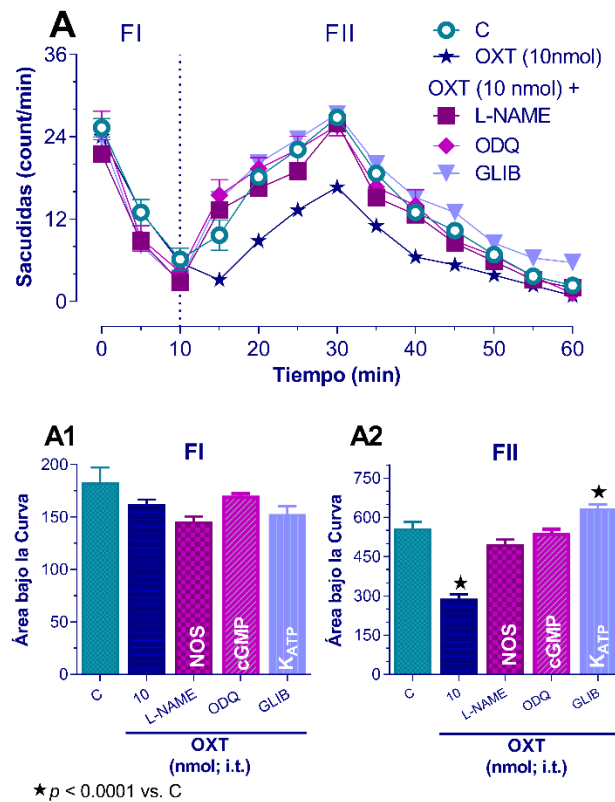 A
FI
FII
C
OXT (10nmol)
OXT (10 nmol) +
L-NAME
ODQ
GLIB
Sacudidas (count/min)
36
24
12
0
0 10 20 30 40 50 60
Tiempo (min)
A1
FI
Área bajo la Curva
200
150
100
50
0
NOS
cGMP
KATP
C 10 L-NAME ODQ GLIB
OXT
(nmol; i.t.)
A2
FII
Área bajo la Curva
750
600
450
300
150
0
★
★
NOS
cGMP
KATP
C 10 L-NAME ODQ GLIB
OXT
(nmol; i.t.)
★ p < 0.0001 vs. C